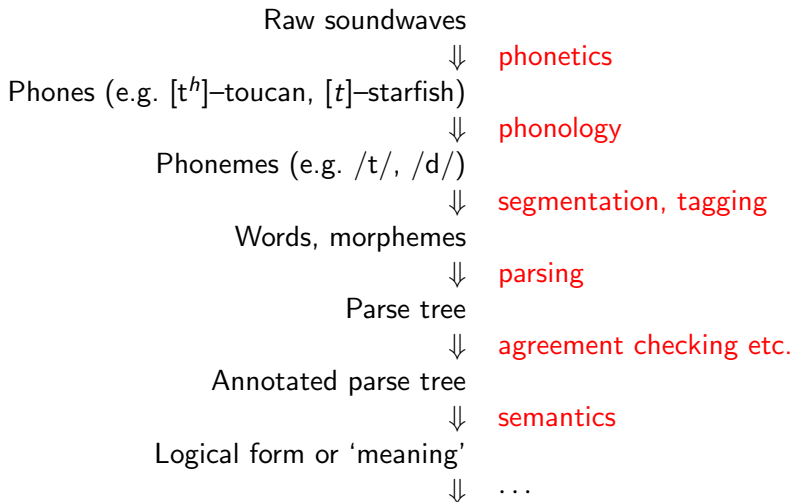 Raw soundwaves
⇓ phonetics
Phones (e.g. [tʰ]–toucan, [t]–starfish)
⇓ phonology
Phonemes (e.g. /t/, /d/)
⇓ segmentation, tagging
Words, morphemes
⇓ parsing
Parse tree
⇓ agreement checking etc.
Annotated parse tree
⇓ semantics
Logical form or ‘meaning’
⇓ . . .